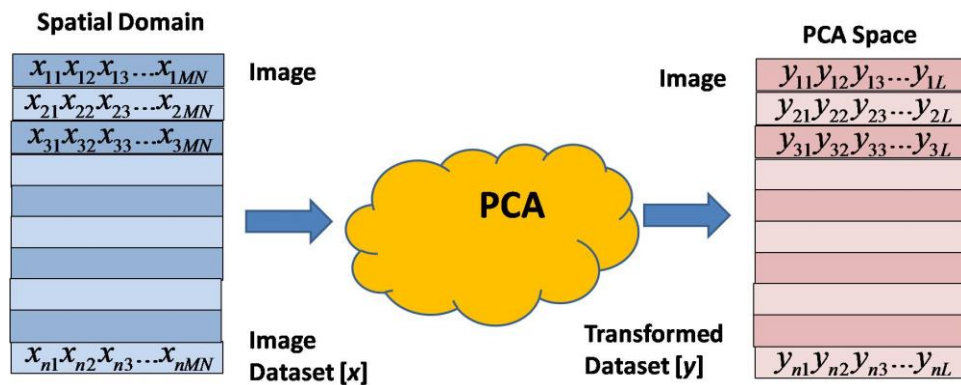 Spatial Domain
x₁₁x₁₂x₁₃...x₁MN
x₂₁x₂₂x₂₃...x₂MN
x₃₁x₃₂x₃₃...x₃MN
xn₁xn₂xn₃...xnMN
Image
Image
Dataset [x]
PCA
Image
Transformed
Dataset [y]
PCA Space
y₁₁y₁₂y₁₃...y₁L
y₂₁y₂₂y₂₃...y₂L
y₃₁y₃₂y₃₃...y₃L
yn₁yn₂yn₃...ynL